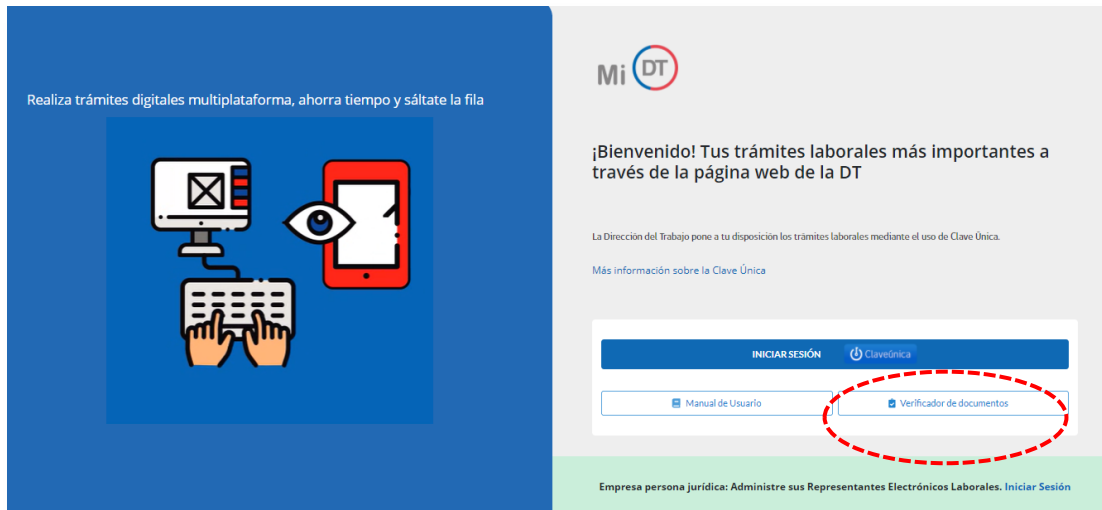 Realiza trámites digitales multiplataforma, ahorra tiempo y sáltate la fila
Mi DT
¡Bienvenido! Tus trámites laborales más importantes a
través de la página web de la DT
La Dirección del Trabajo pone a tu disposición los trámites laborales mediante el uso de Clave Única.
Más información sobre la Clave Única
INICIAR SESIÓN ClaveÚnica
Manual de Usuario
Verificador de documentos
Empresa persona jurídica: Administre sus Representantes Electrónicos Laborales. Iniciar Sesión